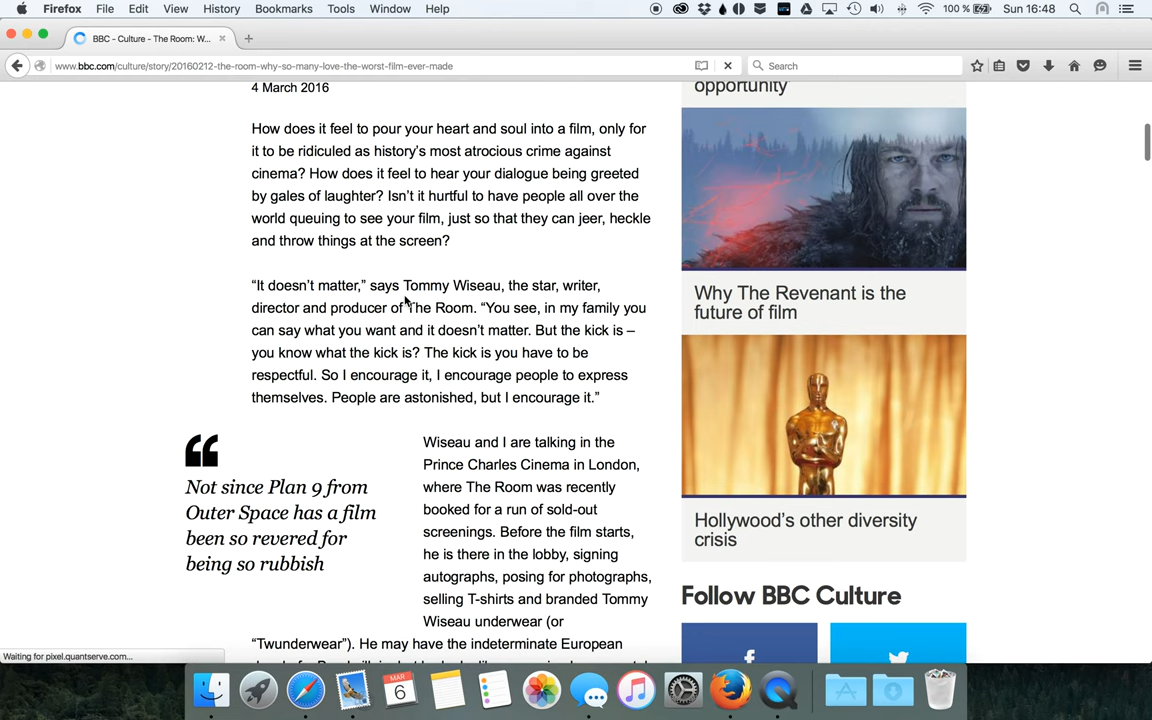 Firefox File Edit View History Bookmarks Tools Window Help 100 % Sun 16:48
BBC - Culture - The Room: W...
www.bbc.com/culture/story/20160212-the-room-why-so-many-love-the-worst-film-ever-made
Search
4 March 2016
How does it feel to pour your heart and soul into a film, only for
it to be ridiculed as history’s most atrocious crime against
cinema? How does it feel to hear your dialogue being greeted
by gales of laughter? Isn’t it hurtful to have people all over the
world queuing to see your film, just so that they can jeer, heckle
and throw things at the screen?
“It doesn’t matter,” says Tommy Wiseau, the star, writer,
director and producer of The Room. “You see, in my family you
can say what you want and it doesn’t matter. But the kick is –
you know what the kick is? The kick is you have to be
respectful. So I encourage it, I encourage people to express
themselves. People are astonished, but I encourage it.”
Not since Plan 9 from
Outer Space has a film
been so revered for
being so rubbish
Wiseau and I are talking in the
Prince Charles Cinema in London,
where The Room was recently
booked for a run of sold-out
screenings. Before the film starts,
he is there in the lobby, signing
autographs, posing for photographs,
selling T-shirts and branded Tommy
Wiseau underwear (or
“Twunderwear”). He may have the indeterminate European
opportunity
Why The Revenant is the
future of film
Hollywood’s other diversity
crisis
Follow BBC Culture
Waiting for pixel.quantserve.com...
MAR
6